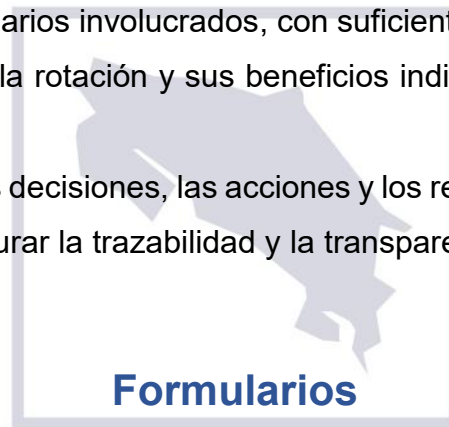 arios involucrados, con suficient
la rotación y sus beneficios indi
decisiones, las acciones y los re
urar la trazabilidad y la transpare
Formularios